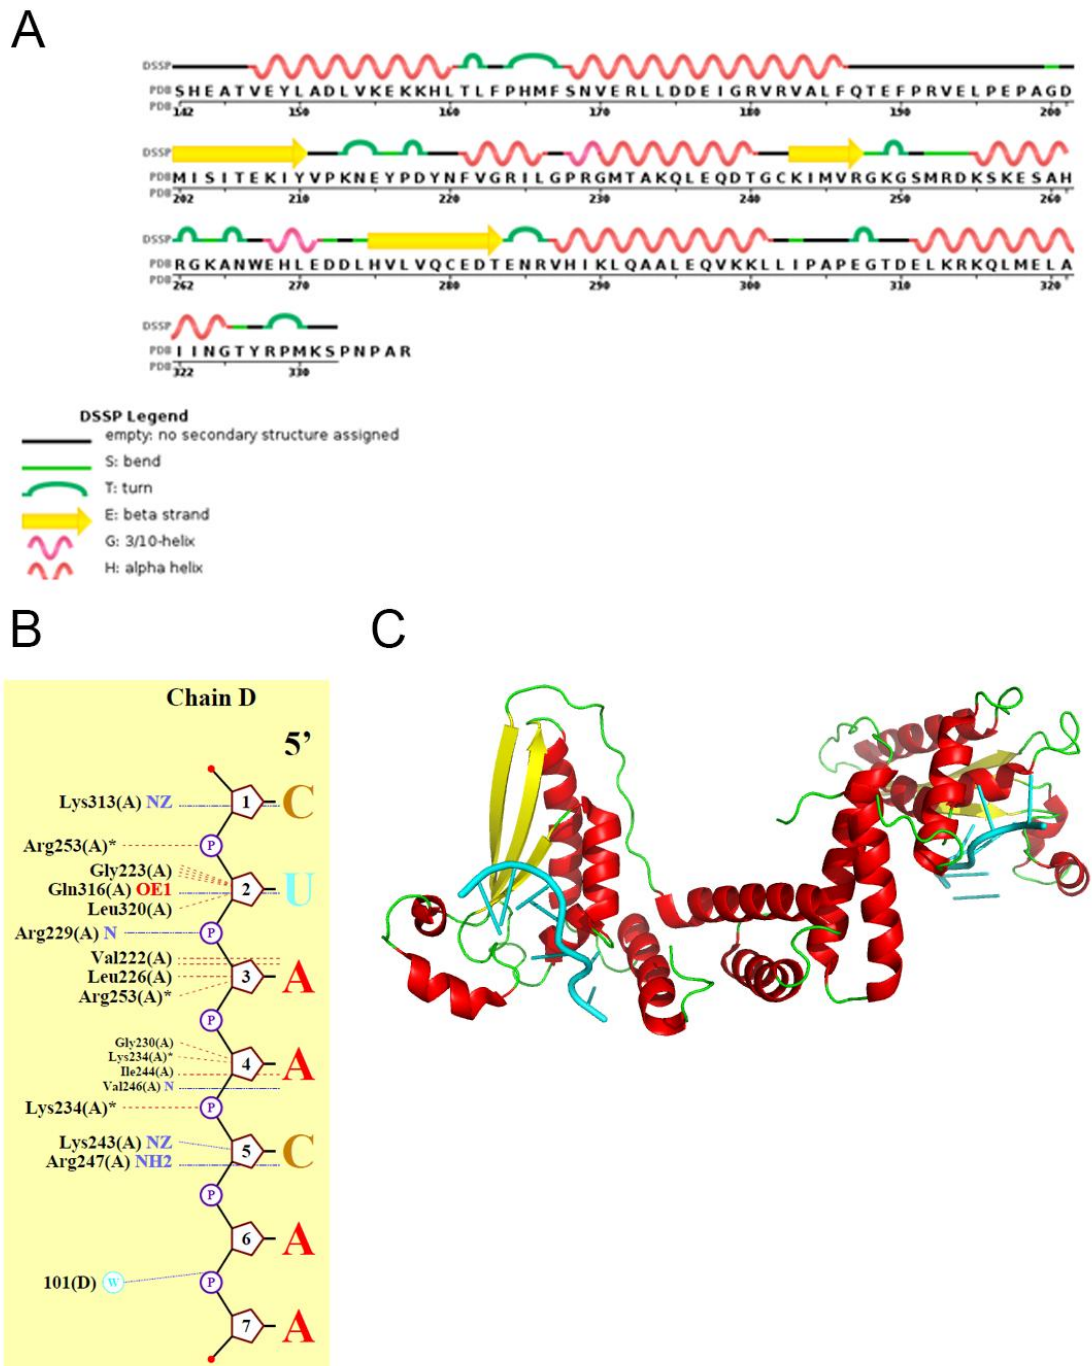 A
DSSP
PDB SHEATVEYLADLVKEKKHLTLFPHMFSNVERLLDDEIGRVRVALFQTEFPRVELPEPAGD
PDB 142 150 160 170 180 190 200
DSSP
PDB MISITEKIYVPKNEYPDYNFVGRILGPRGMTAKQLEQDTGCKIMVRGKGSMRDKSKESAH
PDB 202 210 220 230 240 250 260
DSSP
PDB RGKANWEHLEDDLHVLVQCEDTENRVHIKLQAALEQVKKLLIPAPEGTDELKRKQLMELA
PDB 262 270 280 290 300 310 320
DSSP
PDB IINGTYRPMKSPNPAR
PDB 322 330
DSSP Legend
empty: no secondary structure assigned
S: bend
T: turn
E: beta strand
G: 3/10-helix
H: alpha helix
B
Chain D
5'
Lys313(A) NZ 1 C
Arg253(A)* P
Gly223(A)
Gln316(A) OE1 2 U
Leu320(A)
Arg229(A) N P
Val222(A)
Leu226(A) 3 A
Arg253(A)*
P
Gly230(A)
Lys234(A)* 4 A
Ile244(A)
Val246(A) N
Lys234(A)* P
Lys243(A) NZ 5 C
Arg247(A) NH2
P
6 A
101(D) W P
7 A
C